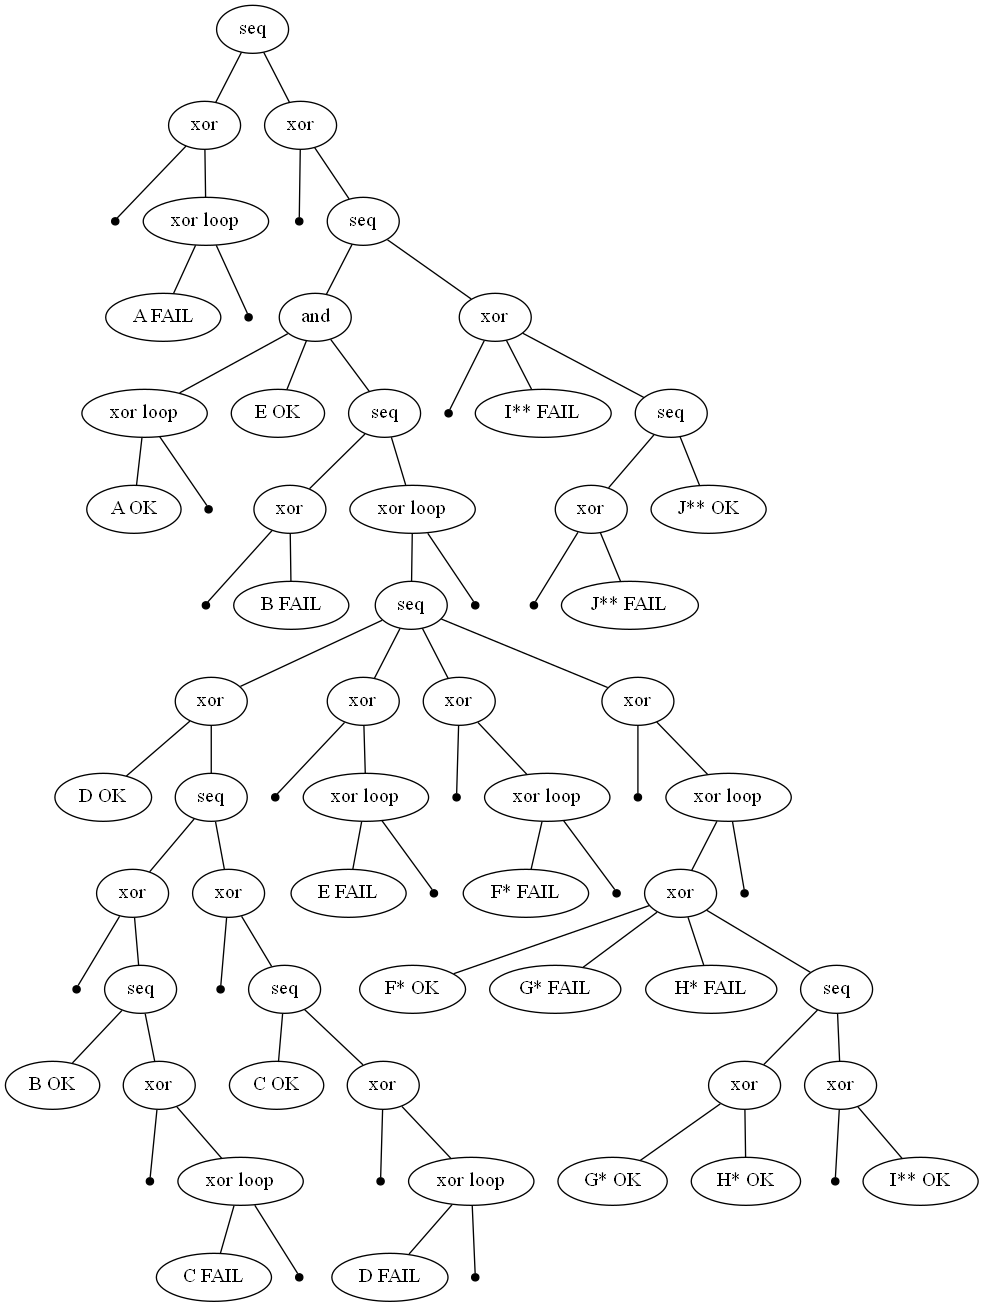 seq
xor
xor
xor loop
seq
A FAIL
and
xor
xor loop
E OK
seq
I** FAIL
seq
A OK
xor
xor loop
xor
J** OK
B FAIL
seq
J** FAIL
xor
xor
xor
xor
D OK
seq
xor loop
xor loop
xor loop
xor
xor
E FAIL
F* FAIL
xor
seq
seq
F* OK
G* FAIL
H* FAIL
seq
B OK
xor
C OK
xor
xor
xor
xor loop
xor loop
G* OK
H* OK
I** OK
C FAIL
D FAIL